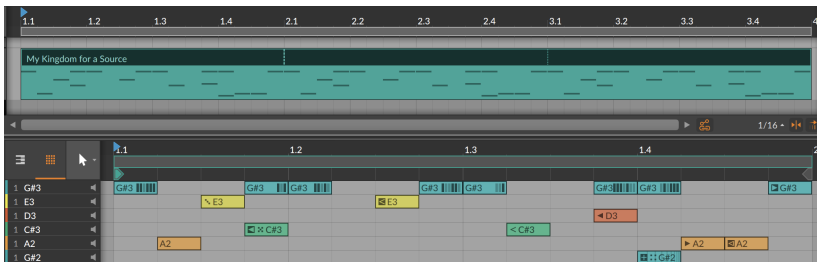 1.1 1.2 1.3 1.4 2.1 2.2 2.3 2.4 3.1 3.2 3.3 3.4 4
My Kingdom for a Source
1/16
1.1 1.2 1.3 1.4 2
1 G#3 G#3 G#3 G#3 G#3 G#3 G#3 G#3 G#3
1 E3 E3 E3
1 D3 D3
1 C#3 C#3 < C#3
1 A2 A2 A2 A2
1 G#2 G#2